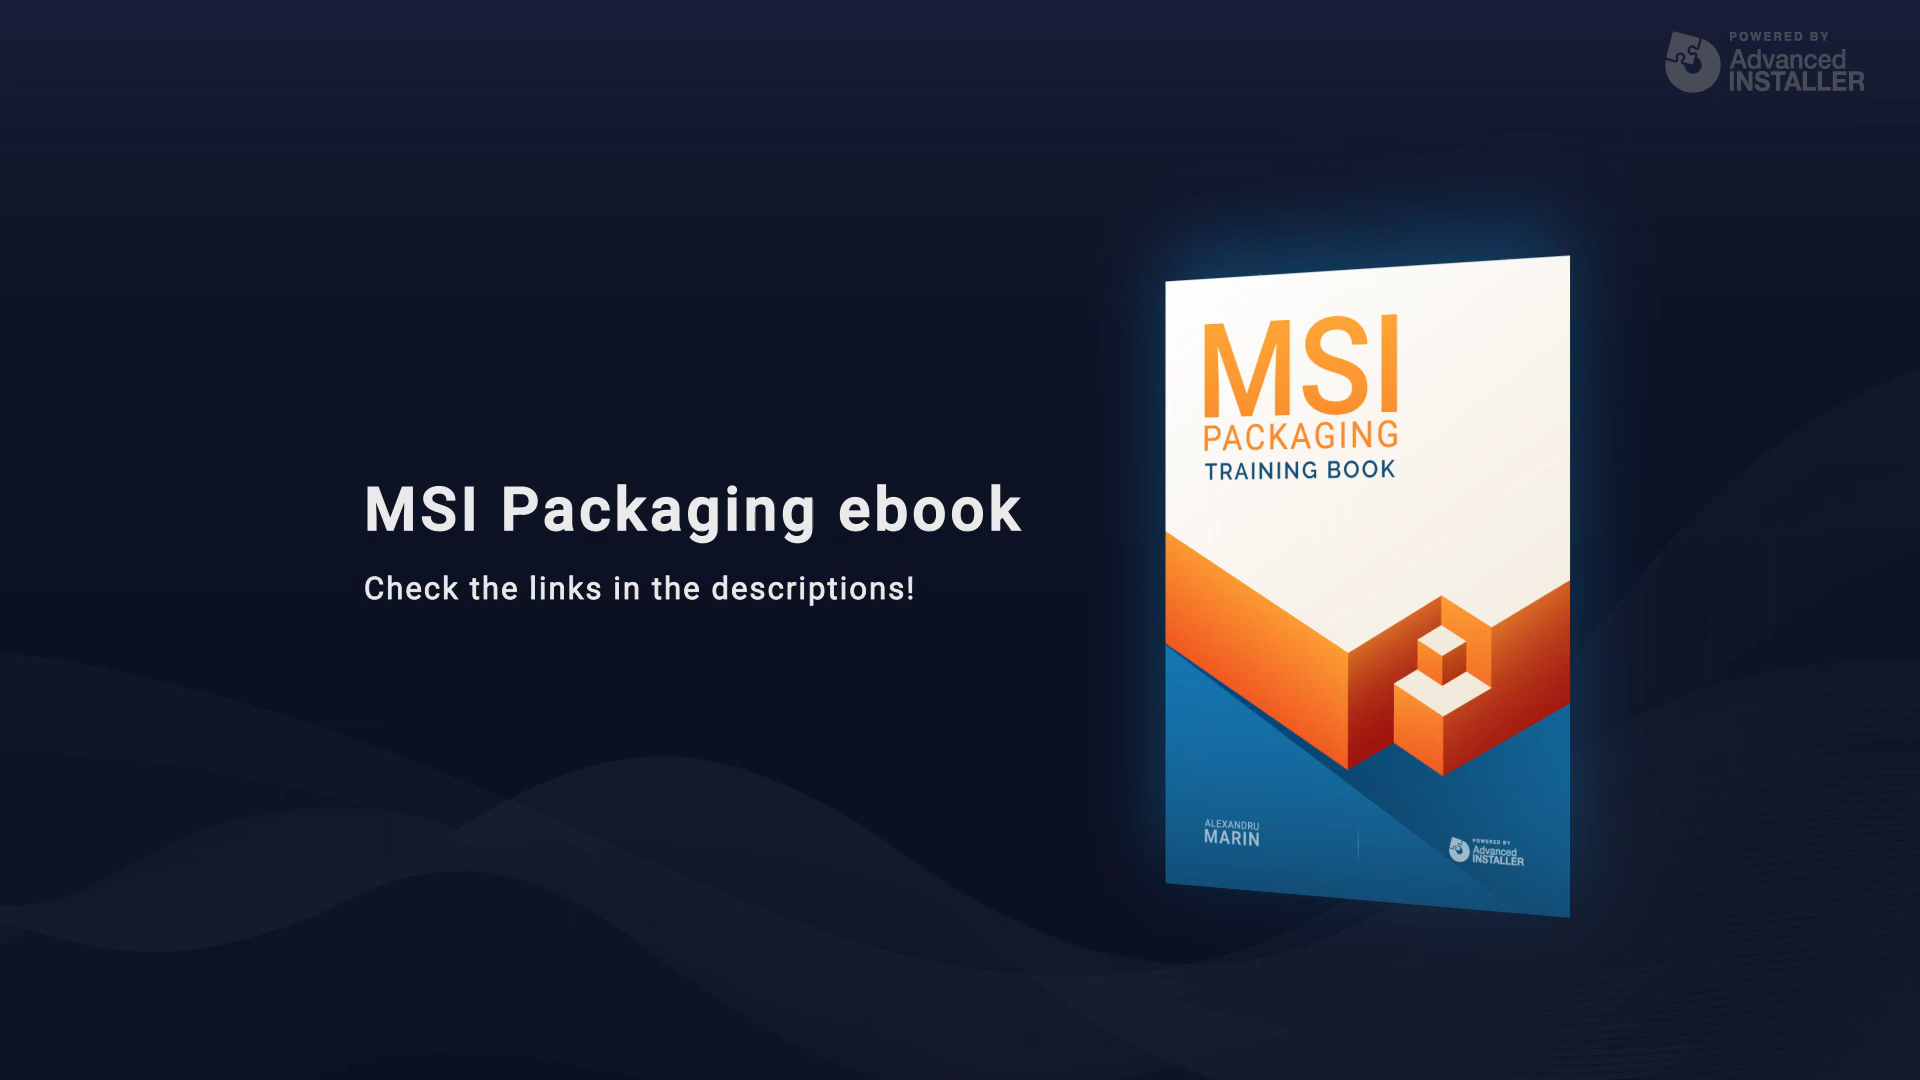 POWERED BY
Advanced
INSTALLER
MSI Packaging ebook
Check the links in the descriptions!
MSI
PACKAGING
TRAINING BOOK
ALEXANDRU
MARIN
POWERED BY
Advanced
INSTALLER